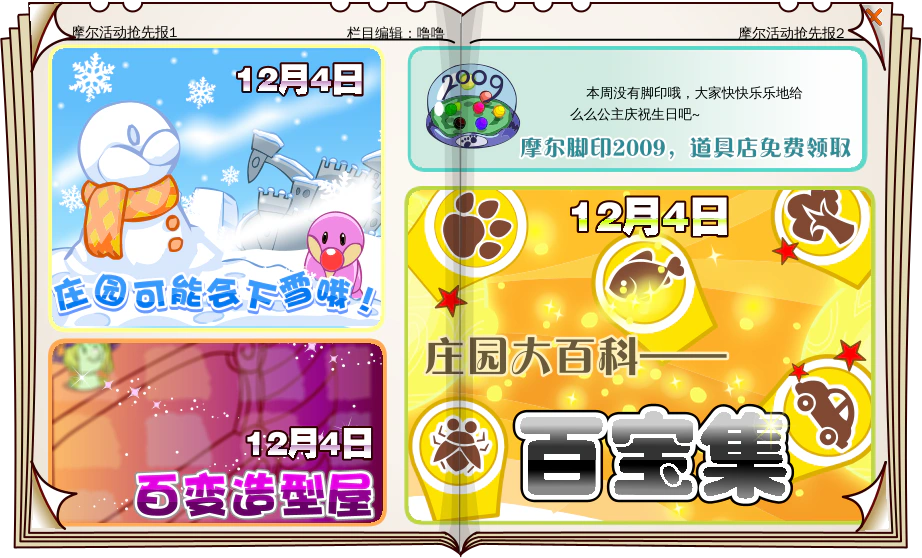 摩尔活动抢先报1
栏目编辑：噜噜
12月4日
庄园可能会下雪哦！
12月4日
百变造型屋
摩尔活动抢先报2
2009
本周没有脚印哦，大家快快乐乐地给
么么公主庆祝生日吧~
摩尔脚印2009，道具店免费领取
12月4日
庄园大百科——
百宝集